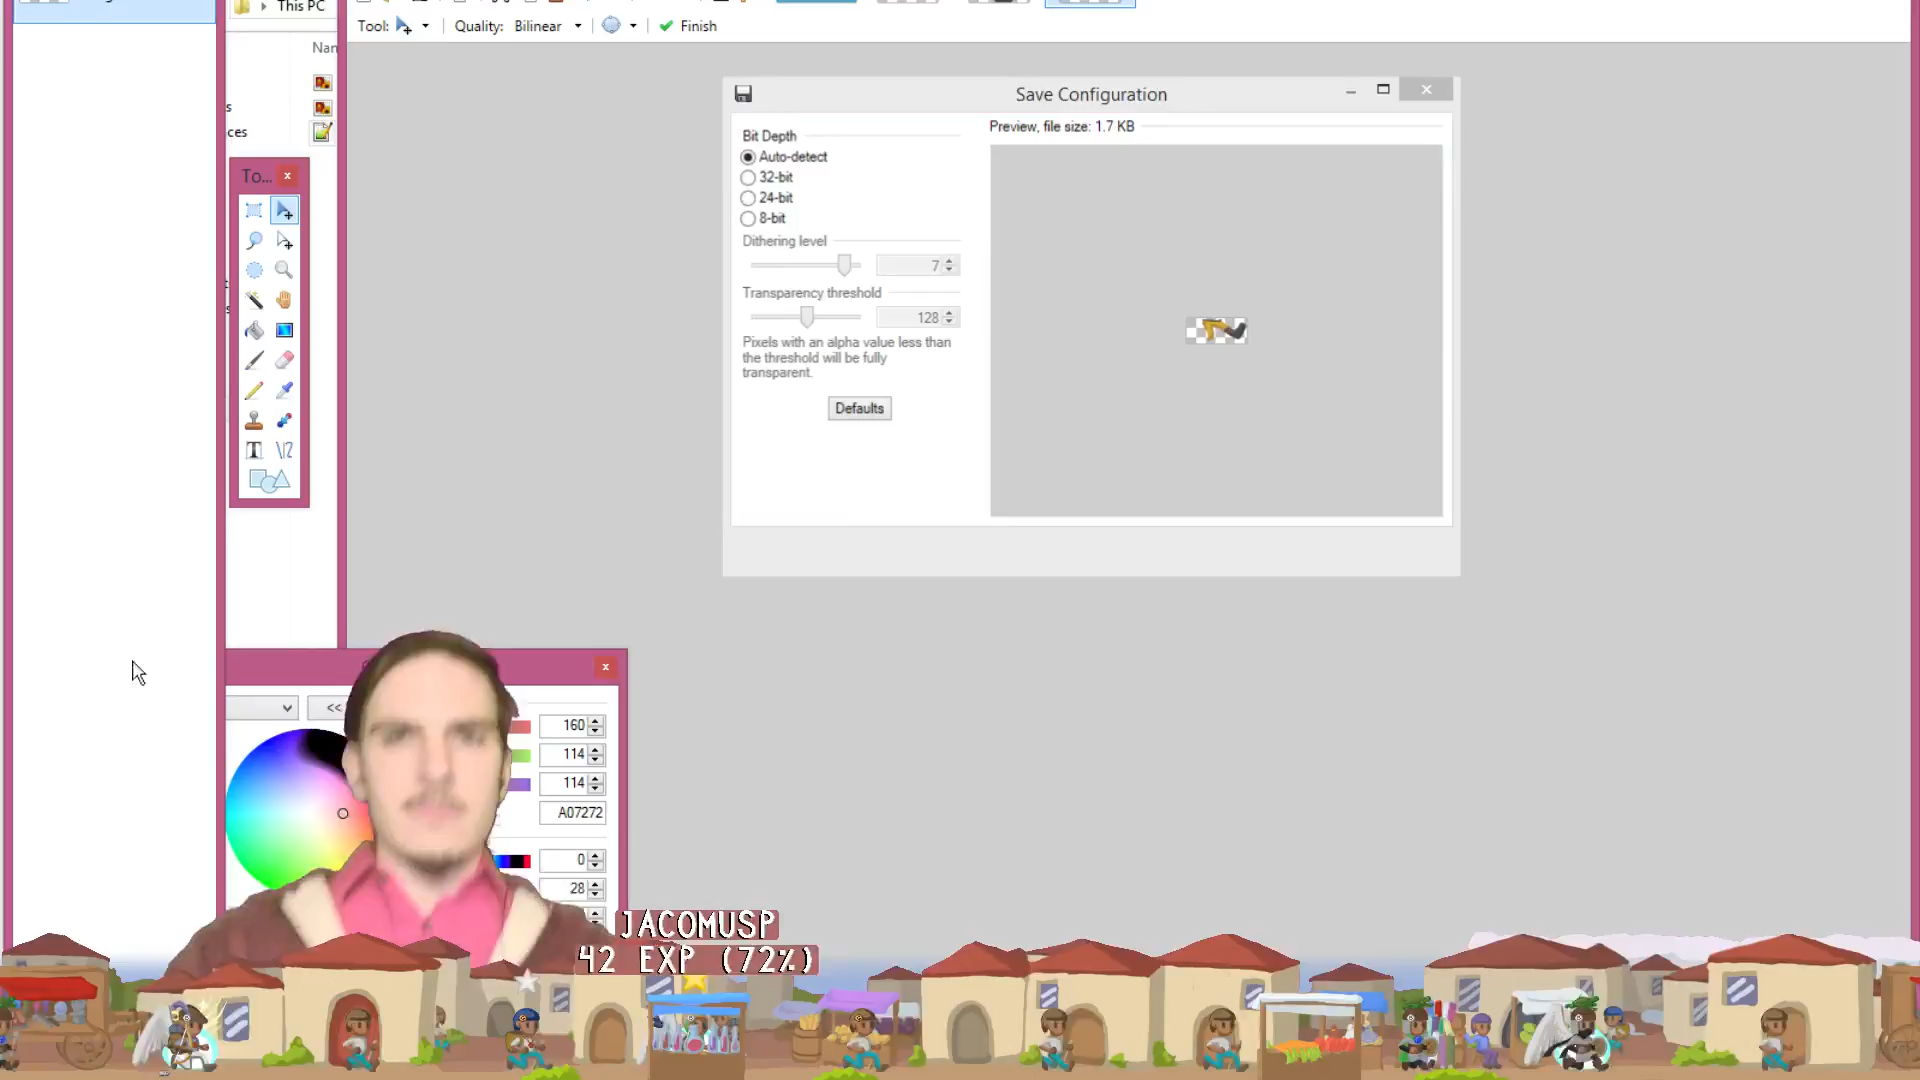 This PC
Tool:
Quality: Bilinear
Finish
Nan
s
ces
To...
Save Configuration
Bit Depth
Auto-detect
32-bit
24-bit
8-bit
Dithering level
7
Transparency threshold
128
Pixels with an alpha value less than
the threshold will be fully
transparent.
Defaults
Preview, file size: 1.7 KB
<<
160
114
114
A07272
0
28
JACOMUSP
42 EXP (72%)